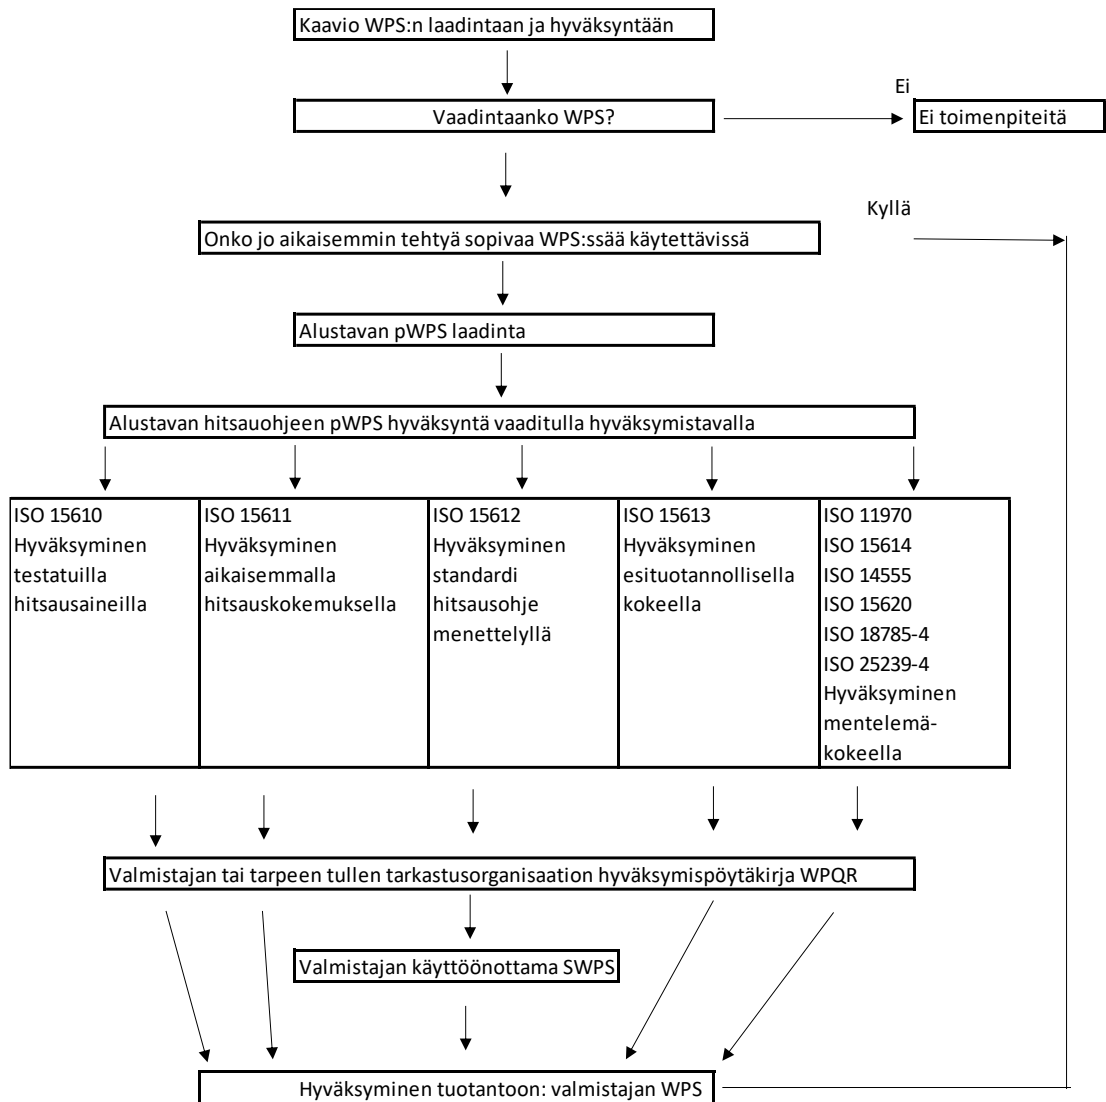 Kaavio WPS:n laadintaan ja hyväksyntään
Ei
Vaadintaanko WPS?
Ei toimenpiteitä
Kyllä
Onko jo aikaisemmin tehtyä sopivaa WPS:ssää käytettävissä
Alustavan pWPS laadinta
Alustavan hitsauohjeen pWPS hyväksyntä vaaditulla hyväksymistavalla
ISO 15610
Hyväksyminen
testatuilla
hitsausaineilla
ISO 15611
Hyväksyminen
aikaisemmalla
hitsauskokemuksella
ISO 15612
Hyväksyminen
standardi
hitsausohje
menettelyllä
ISO 15613
Hyväksyminen
esituotannollisella
kokeella
ISO 11970
ISO 15614
ISO 14555
ISO 15620
ISO 18785-4
ISO 25239-4
Hyväksyminen
mentelemä-
kokeella
Valmistajan tai tarpeen tullen tarkastusorganisaation hyväksymispöytäkirja WPQR
Valmistajan käyttöönottama SWPS
Hyväksyminen tuotantoon: valmistajan WPS